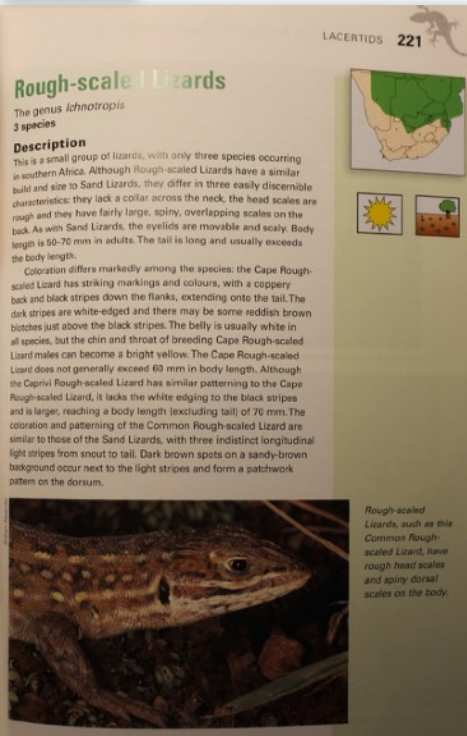 LACERTIDS 221
Rough-scaled Lizards
The genus Ichnotropis
3 species
Description
This is a small group of lizards, with only three species occurring
in southern Africa. Although Rough-scaled Lizards have a similar
build and size to Sand Lizards, they differ in three easily discernible
characteristics: they lack a collar across the neck, the head scales are
rough and they have fairly large, spiny, overlapping scales on the
back. As with Sand Lizards, the eyelids are movable and scaly. Body
length is 50-70 mm in adults. The tail is long and usually exceeds
the body length.
Coloration differs markedly among the species: the Cape Rough-
scaled Lizard has striking markings and colours, with a coppery
back and black stripes down the flanks, extending onto the tail. The
dark stripes are white-edged and there may be some reddish brown
blotches just above the black stripes. The belly is usually white in
all species, but the chin and throat of breeding Cape Rough-scaled
Lizard males can become a bright yellow. The Cape Rough-scaled
Lizard does not generally exceed 60 mm in body length. Although
the Caprivi Rough-scaled Lizard has similar patterning to the Cape
Rough-scaled Lizard, it lacks the white edging to the black stripes
and is larger, reaching a body length (excluding tail) of 70 mm. The
coloration and patterning of the Common Rough-scaled Lizard are
similar to those of the Sand Lizards, with three indistinct longitudinal
light stripes from snout to tail. Dark brown spots on a sandy-brown
background occur next to the light stripes and form a patchwork
pattern on the dorsum.
Rough-scaled
Lizards, such as this
Common Rough-
scaled Lizard, have
rough head scales
and spiny dorsal
scales on the body.